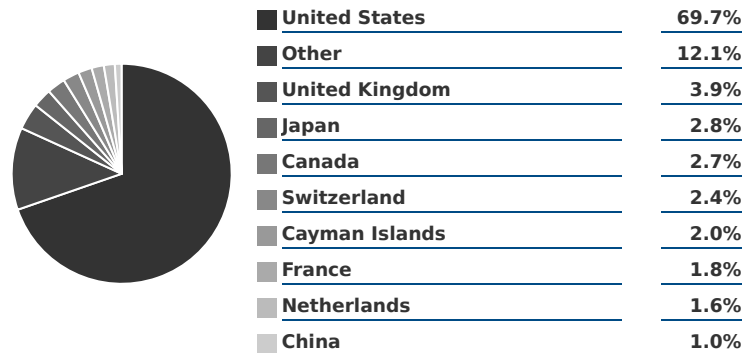 United States 69.7%
Other 12.1%
United Kingdom 3.9%
Japan 2.8%
Canada 2.7%
Switzerland 2.4%
Cayman Islands 2.0%
France 1.8%
Netherlands 1.6%
China 1.0%